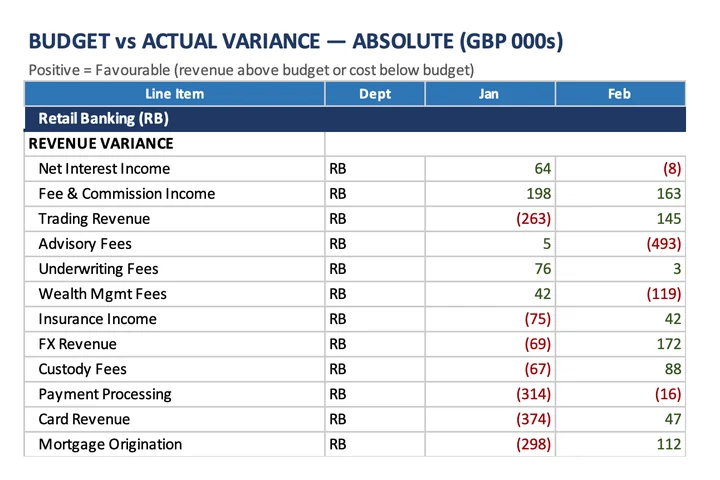 BUDGET vs ACTUAL VARIANCE — ABSOLUTE (GBP 000s)
Positive = Favourable (revenue above budget or cost below budget)
Line Item Dept Jan Feb
Retail Banking (RB)
REVENUE VARIANCE
Net Interest Income RB 64 (8)
Fee & Commission Income RB 198 163
Trading Revenue RB (263) 145
Advisory Fees RB 5 (493)
Underwriting Fees RB 76 3
Wealth Mgmt Fees RB 42 (119)
Insurance Income RB (75) 42
FX Revenue RB (69) 172
Custody Fees RB (67) 88
Payment Processing RB (314) (16)
Card Revenue RB (374) 47
Mortgage Origination RB (298) 112